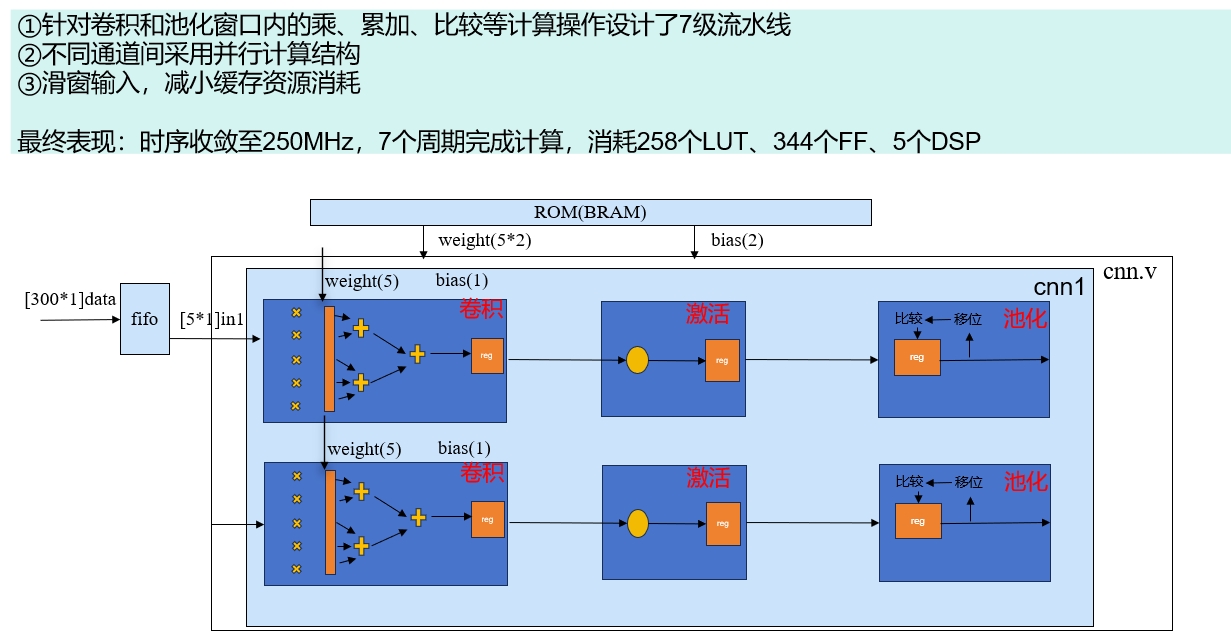 ①针对卷积和池化窗口内的乘、累加、比较等计算操作设计了7级流水线
②不同通道间采用并行计算结构
③滑窗输入，减小缓存资源消耗
最终表现：时序收敛至250MHz，7个周期完成计算，消耗258个LUT、344个FF、5个DSP
ROM(BRAM)
weight(5*2)
bias(2)
cnn.v
cnn1
[300*1]data
fifo
[5*1]in1
weight(5)
bias(1)
卷积
reg
激活
reg
比较
移位
池化
reg
weight(5)
bias(1)
卷积
reg
激活
reg
比较
移位
池化
reg